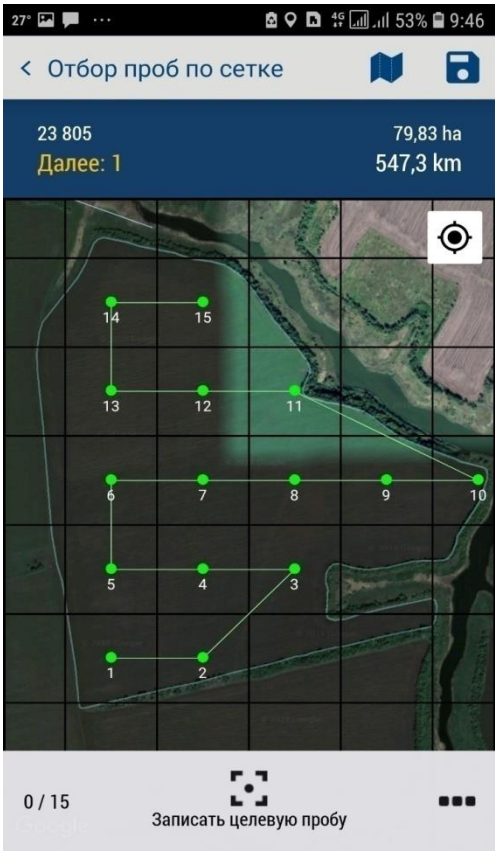 27° ... 4G 53% 9:46
< Отбор проб по сетке
23 805 79,83 ha
Далее: 1 547,3 km
14 15
13 12 11
6 7 8 9 10
5 4 3
1 2
0 / 15
Записать целевую пробу
Google